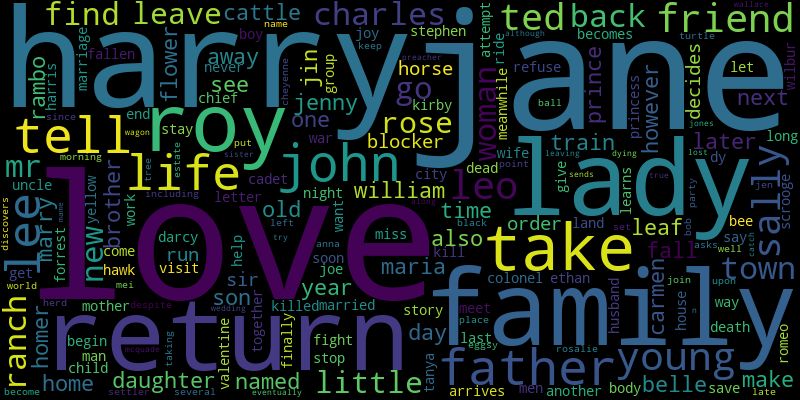 find leave cattle charles ted back friend
harry jane
rambo harris marriage fallen flower boy away never name joy keep stephen attempt although turtle wallace
see chief jin group horse go kirby ride becomes refuse prince decides let wilbur
tell roy jenny one rose woman meanwhile ball princess however next
since end stay put war blocker train later long
morning wagon tree sister cheyenne preacher jones
mr life john leo lady wife give learns dy sally
uncle yellow work brother estate cadet night city dead point leaving dying lost jen scrooge
lee marry new including letter want william time order sends land true leaf bee
discovers forrest come darcy left miss black also set fall party say
love take
hawk run help try anna soon maria kill bob asks well catch town
get world visit sir joe meet colonel ethan join upon
herd mei son year family carmen way
ranch mother despite killed married story day place husband house n death
homer return together wedding fight last father young romeo
begin man mcquade valentine finally stop eggsy rosalie
child taking tanya
home daughter named little men another body belle save make
become settler several eventually arrives late